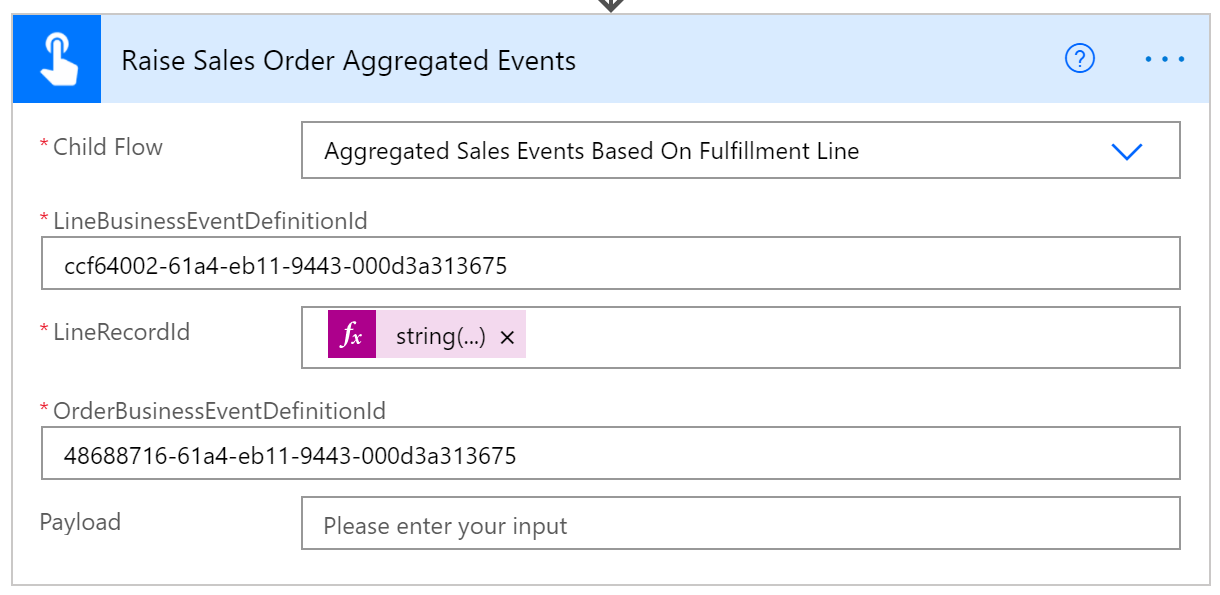 Raise Sales Order Aggregated Events
? ...
* Child Flow
Aggregated Sales Events Based On Fulfillment Line
* LineBusinessEventDefinitionId
ccf64002-61a4-eb11-9443-000d3a313675
* LineRecordId
fx string(...) ×
* OrderBusinessEventDefinitionId
48688716-61a4-eb11-9443-000d3a313675
Payload
Please enter your input